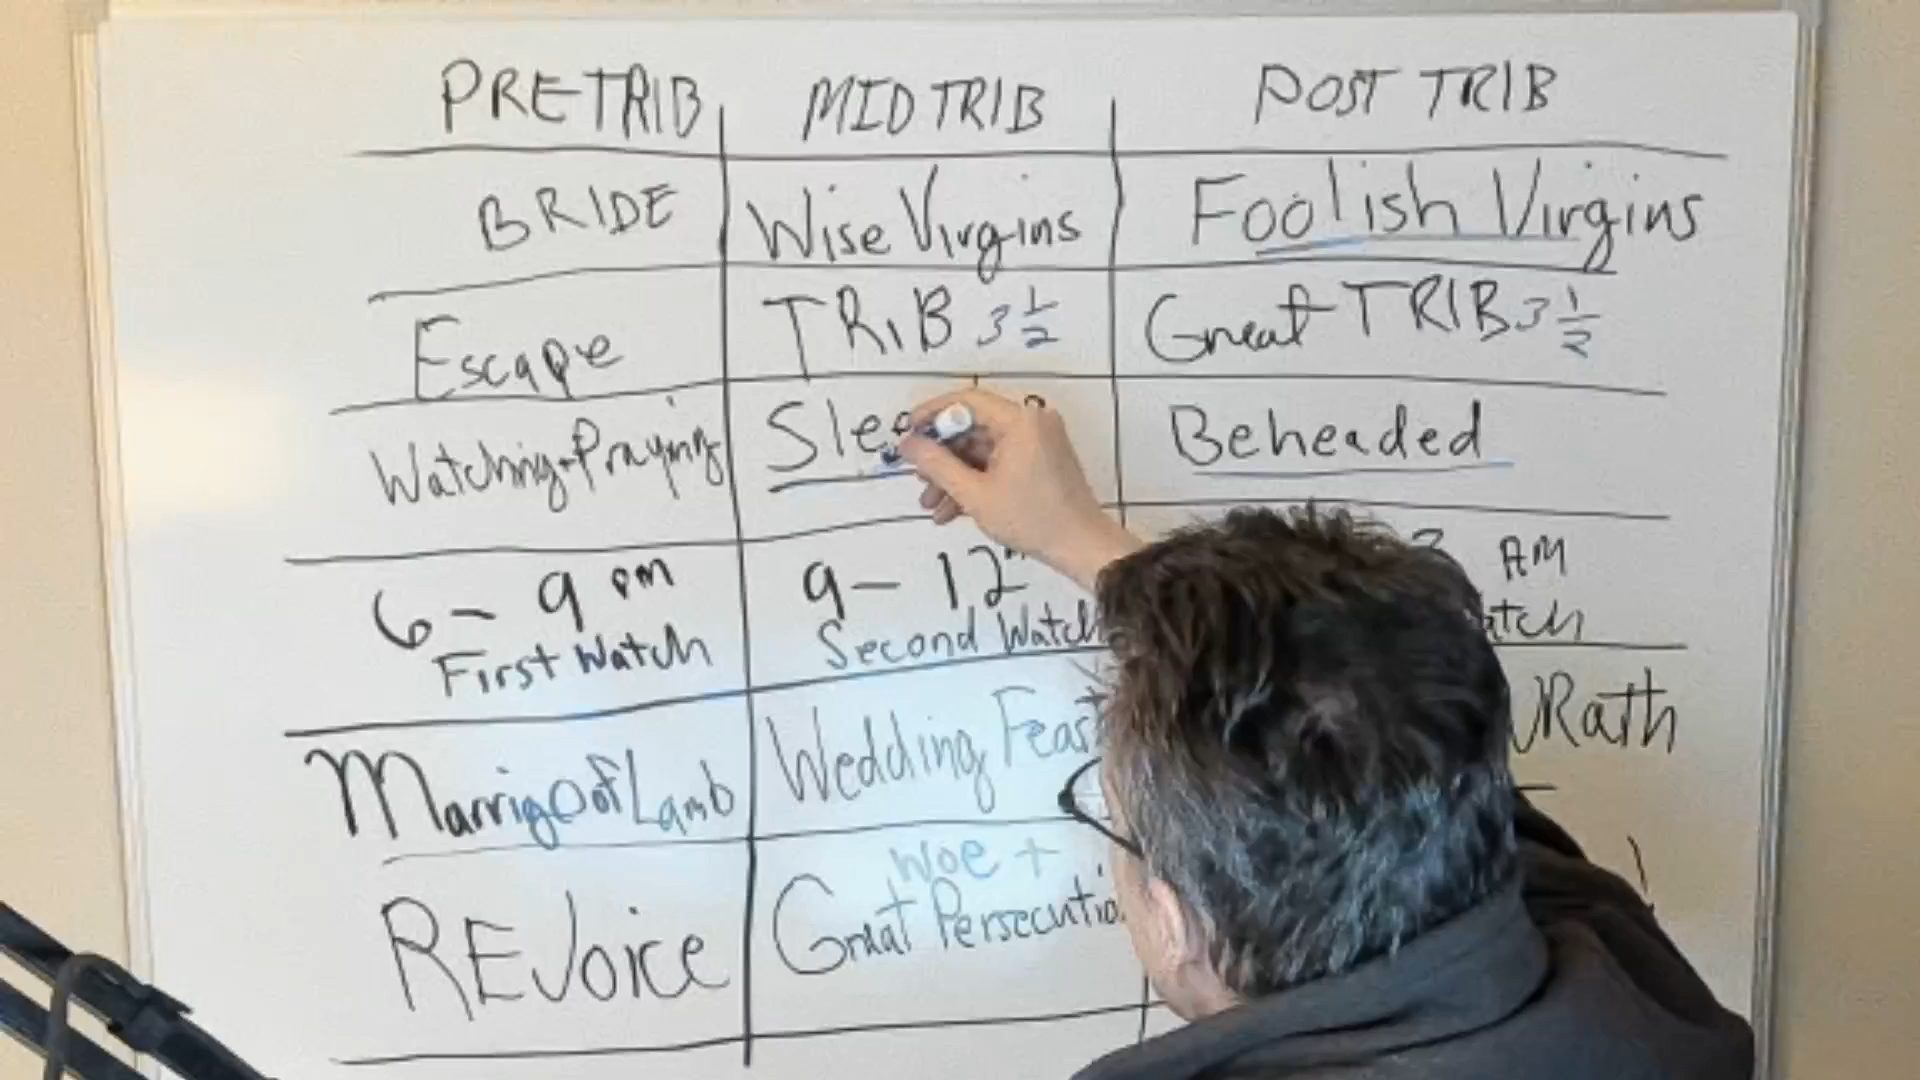 PRETRIB MID TRIB POST TRIB
BRIDE Wise Virgins Foolish Virgins
Escape TRIB 3 1/2 Great TRIB 3 1/2
Watching + Praying Beheaded
6 - 9 pm 9 - 12 AM
First Watch Second Watch
Marrige of Lamb Wedding Feast WRath
Woe +
REJoice Great Persecution